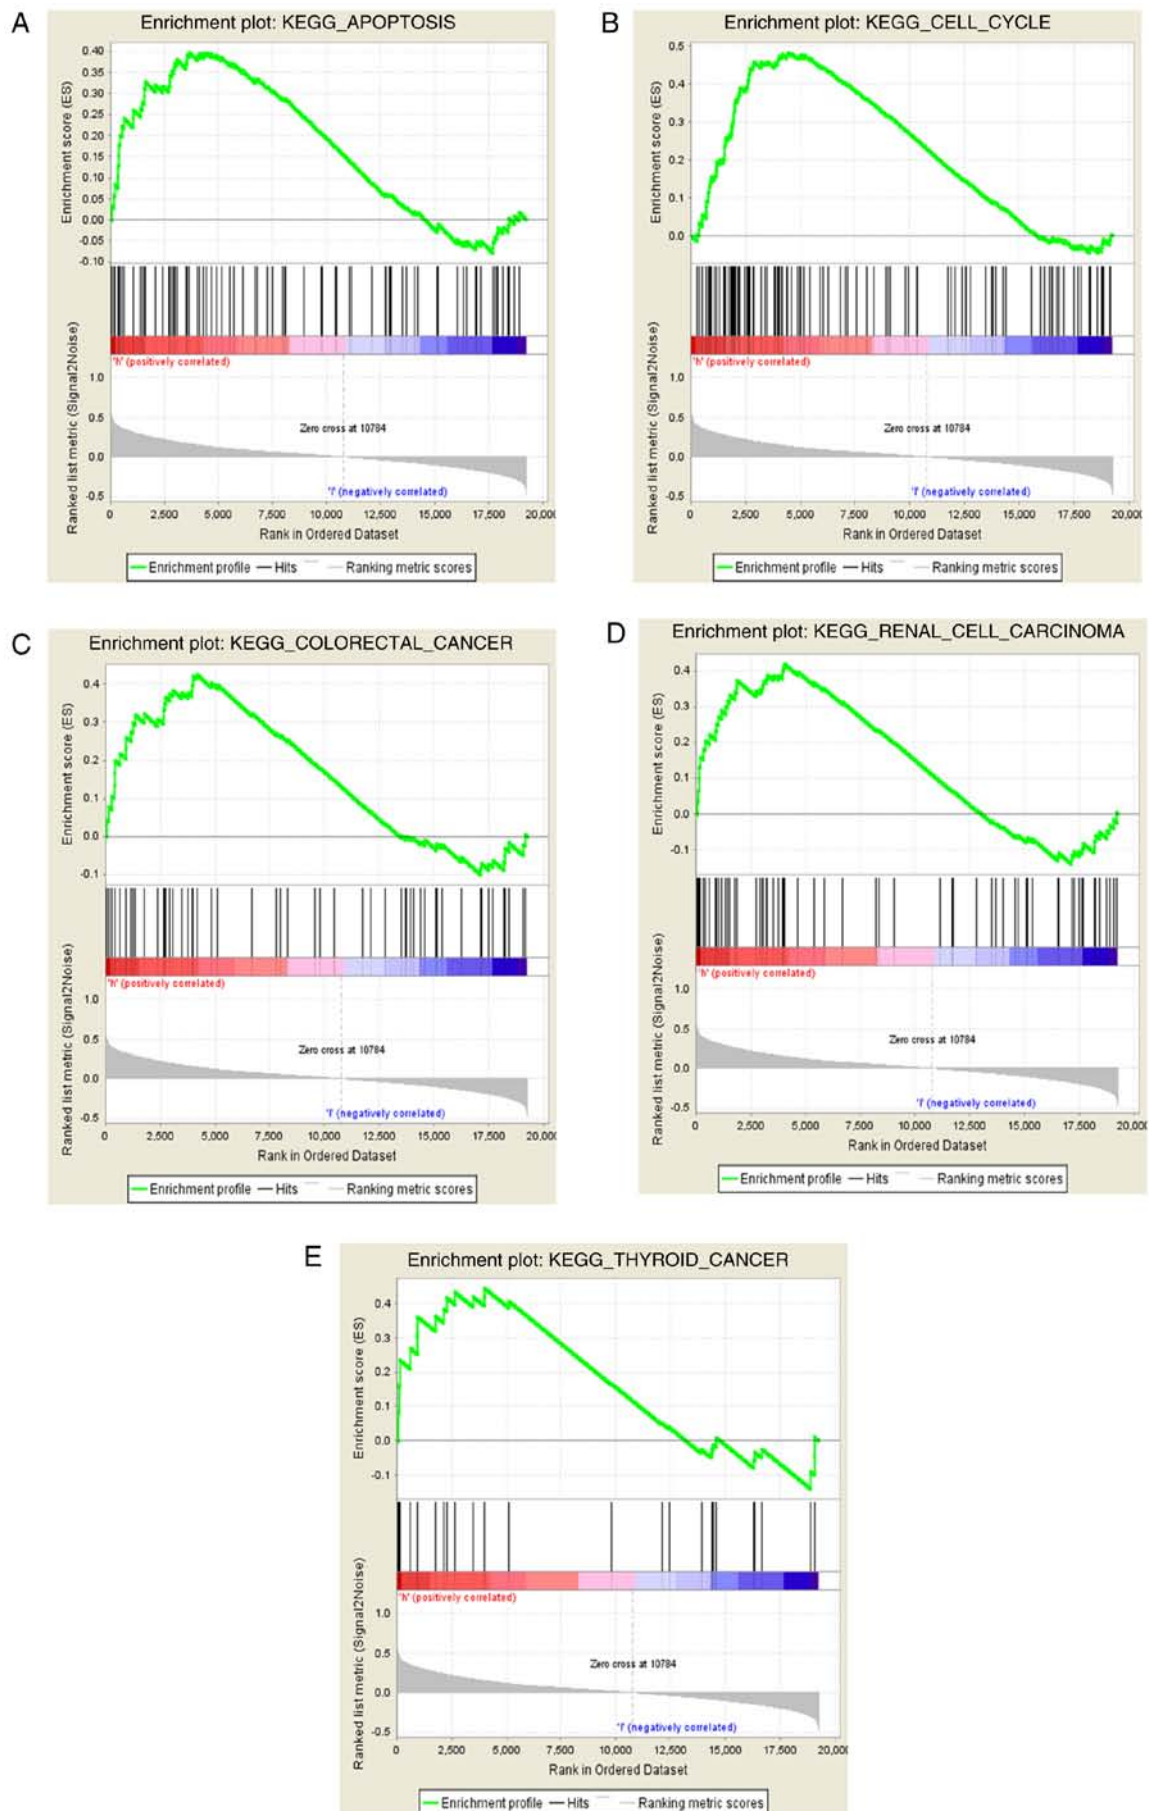 A
Enrichment plot: KEGG_APOPTOSIS
Enrichment score (ES)
0.40
0.35
0.30
0.25
0.20
0.15
0.10
0.05
0.00
-0.05
-0.10
Ranked list metric (Signal2Noise)
'h' (positively correlated)
1.0
0.5
0.0
-0.5
Zero cross at 10784
'l' (negatively correlated)
0 2,500 5,000 7,500 10,000 12,500 15,000 17,500 20,000
Rank in Ordered Dataset
Enrichment profile Hits Ranking metric scores
B
Enrichment plot: KEGG_CELL_CYCLE
Enrichment score (ES)
0.5
0.4
0.3
0.2
0.1
0.0
Ranked list metric (Signal2Noise)
'h' (positively correlated)
1.0
0.5
0.0
-0.5
Zero cross at 10784
'l' (negatively correlated)
0 2,500 5,000 7,500 10,000 12,500 15,000 17,500 20,000
Rank in Ordered Dataset
Enrichment profile Hits Ranking metric scores
C
Enrichment plot: KEGG_COLORECTAL_CANCER
Enrichment score (ES)
0.4
0.3
0.2
0.1
0.0
-0.1
Ranked list metric (Signal2Noise)
'h' (positively correlated)
1.0
0.5
0.0
-0.5
Zero cross at 10784
'l' (negatively correlated)
0 2,500 5,000 7,500 10,000 12,500 15,000 17,500 20,000
Rank in Ordered Dataset
Enrichment profile Hits Ranking metric scores
D
Enrichment plot: KEGG_RENAL_CELL_CARCINOMA
Enrichment score (ES)
0.4
0.3
0.2
0.1
0.0
-0.1
Ranked list metric (Signal2Noise)
'h' (positively correlated)
1.0
0.5
0.0
-0.5
Zero cross at 10784
'l' (negatively correlated)
0 2,500 5,000 7,500 10,000 12,500 15,000 17,500 20,000
Rank in Ordered Dataset
Enrichment profile Hits Ranking metric scores
E
Enrichment plot: KEGG_THYROID_CANCER
Enrichment score (ES)
0.4
0.3
0.2
0.1
0.0
-0.1
Ranked list metric (Signal2Noise)
'h' (positively correlated)
1.0
0.5
0.0
-0.5
Zero cross at 10784
'l' (negatively correlated)
0 2,500 5,000 7,500 10,000 12,500 15,000 17,500 20,000
Rank in Ordered Dataset
Enrichment profile Hits Ranking metric scores